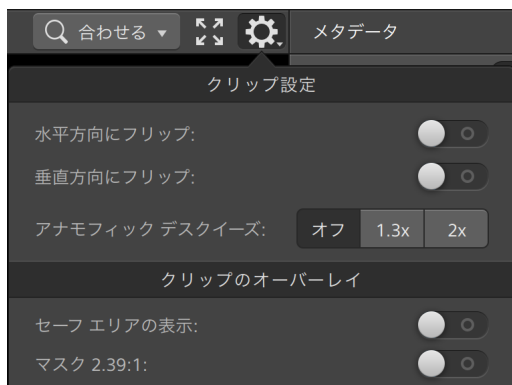 合わせる
メタデータ
クリップ設定
水平方向にフリップ:
垂直方向にフリップ:
アナモフィック デスクイーズ: オフ 1.3x 2x
クリップのオーバーレイ
セーフ エリアの表示:
マスク 2.39:1: